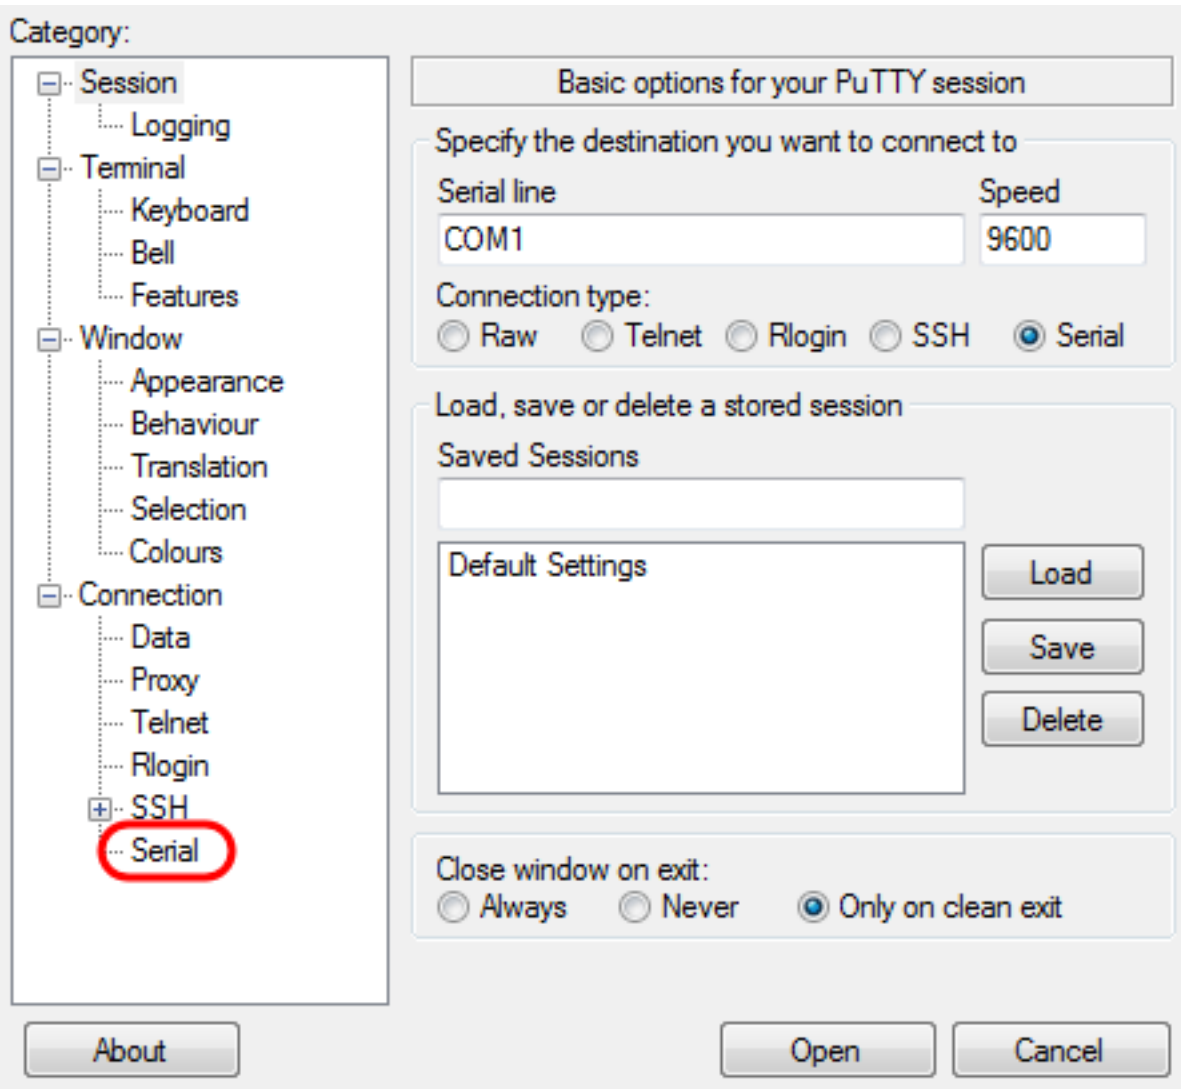 Category:
Session
Logging
Terminal
Keyboard
Bell
Features
Window
Appearance
Behaviour
Translation
Selection
Colours
Connection
Data
Proxy
Telnet
Rlogin
SSH
Serial
Basic options for your PuTTY session
Specify the destination you want to connect to
Serial line Speed
COM1 9600
Connection type:
Raw Telnet Rlogin SSH Serial
Load, save or delete a stored session
Saved Sessions
Default Settings
Load
Save
Delete
Close window on exit:
Always Never Only on clean exit
About Open Cancel